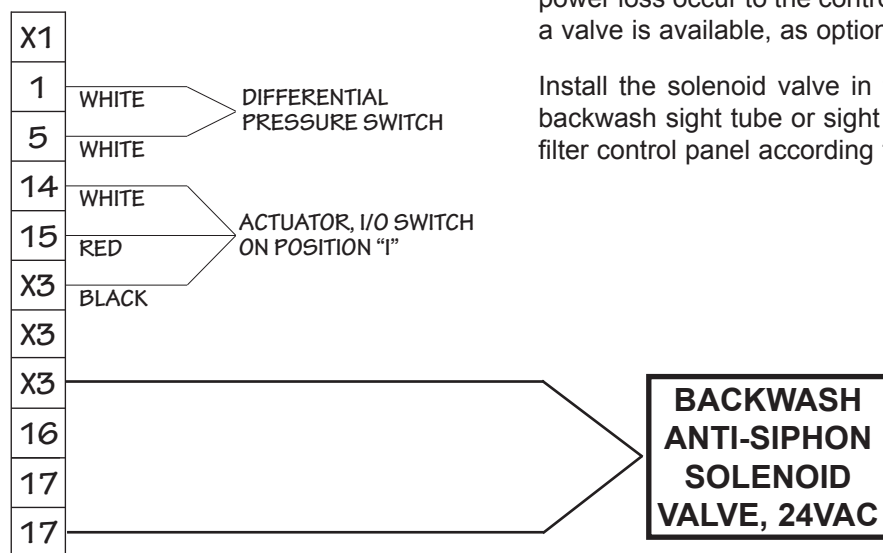 power loss occur to the control
a valve is available, as option
Install the solenoid valve in
backwash sight tube or sight
filter control panel according
X1
1
WHITE
DIFFERENTIAL
PRESSURE SWITCH
5
WHITE
14
WHITE
15
RED
ACTUATOR, I/O SWITCH
ON POSITION “I”
X3
BLACK
X3
X3
16
17
17
BACKWASH
ANTI-SIPHON
SOLENOID
VALVE, 24VAC